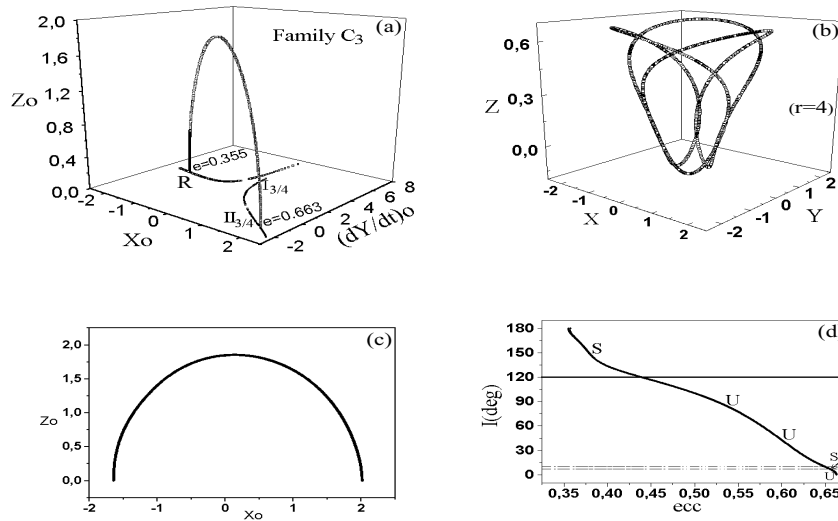 2,0
1,6
1,2
0,8
0,4
0,0
Zo
Family C3
(a)
e=0.355
R
I3/4
II3/4
e=0.663
-2
-1
0
1
2
Xo
-2
0
2
4
6
8
(dY/dt)o
(b)
0,6
0,3
0,0
Z
(r=4)
-2
-1
0
1
2
X
-2
-1
0
1
2
Y
(c)
2,0
1,5
1,0
0,5
0,0
Zo
-2
-1
0
1
2
Xo
(d
180
150
120
90
60
30
0
I(deg)
S
U
U
S
U
0,35
0,40
0,45
0,50
0,55
0,60
0,65
ecc